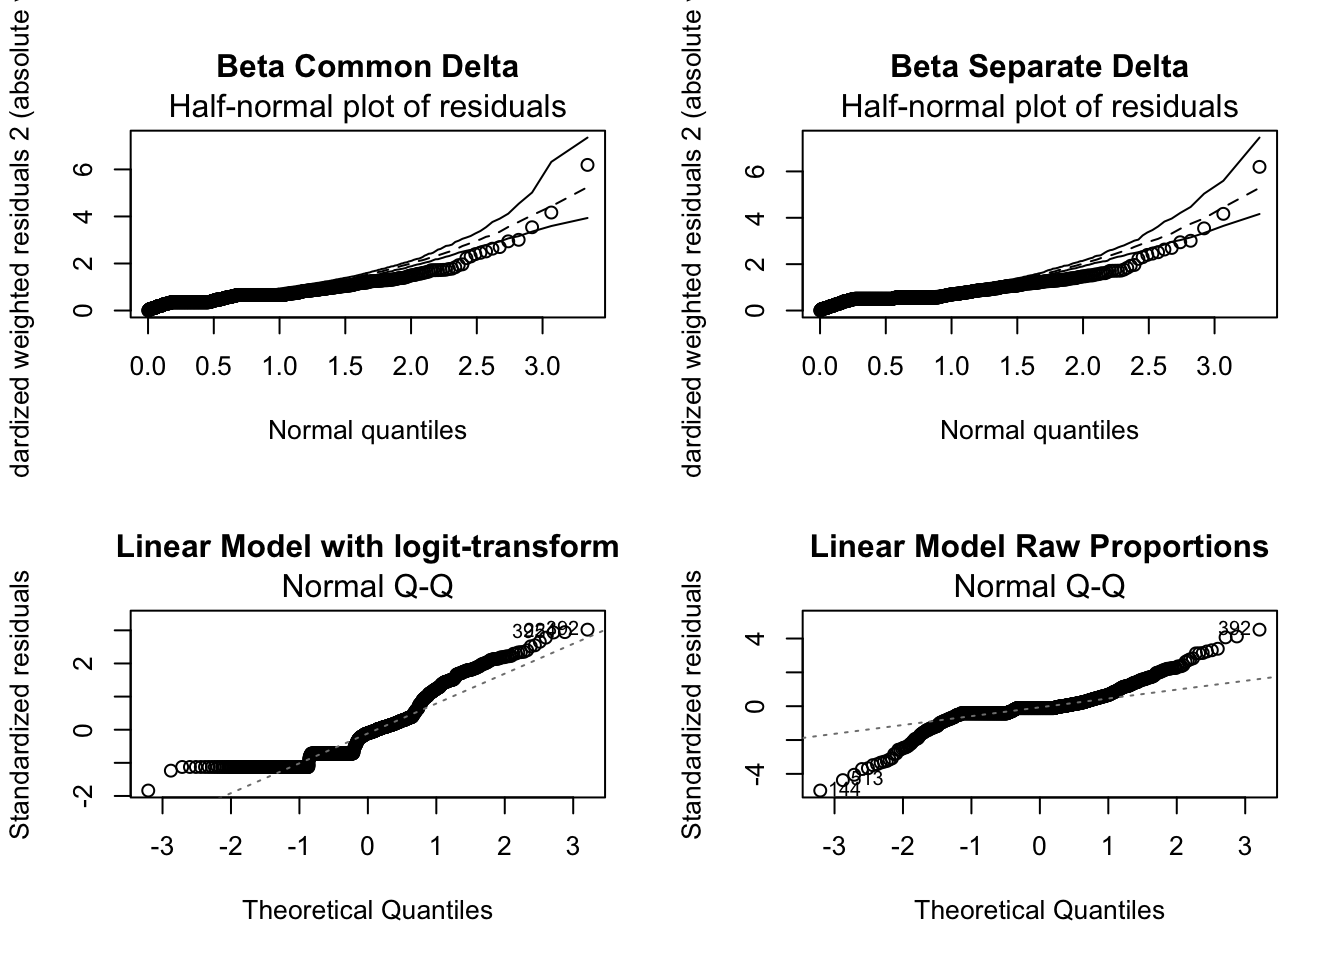 Beta Common Delta
Half-normal plot of residuals
dardized weighted residuals 2 (absolute
6
4
2
0
0.0 0.5 1.0 1.5 2.0 2.5 3.0
Normal quantiles
Beta Separate Delta
Half-normal plot of residuals
dardized weighted residuals 2 (absolute
6
4
2
0
0.0 0.5 1.0 1.5 2.0 2.5 3.0
Normal quantiles
Linear Model with logit-transform
Normal Q-Q
Standardized residuals
2
0
-2
-3 -2 -1 0 1 2 3
Theoretical Quantiles
Linear Model Raw Proportions
Normal Q-Q
Standardized residuals
392
4
0
-4
513
144
-3 -2 -1 0 1 2 3
Theoretical Quantiles